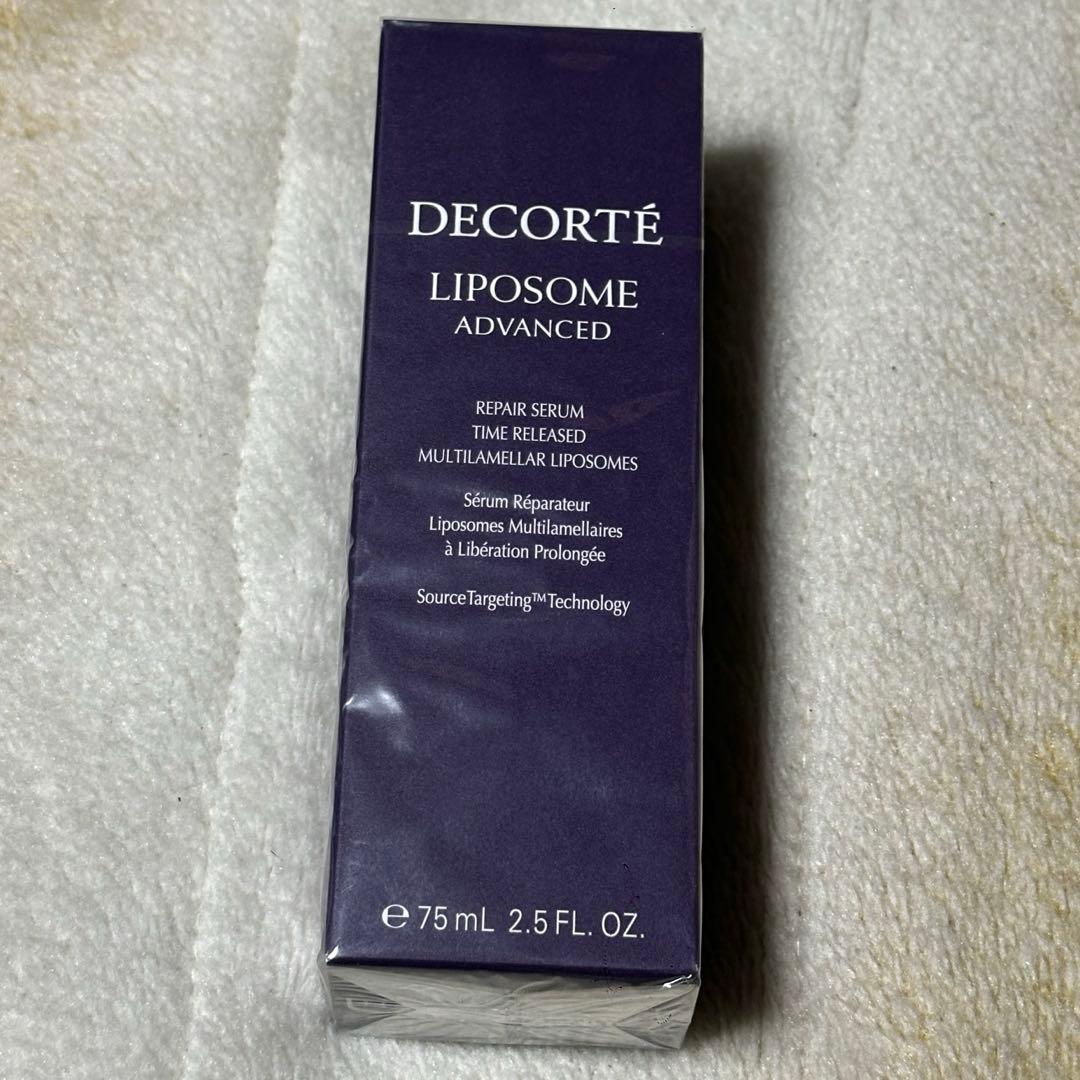 DECORTÉ
LIPOSOME
ADVANCED
REPAIR SERUM
TIME RELEASED
MULTILAMELLAR LIPOSOMES
Sérum Réparateur
Liposomes Multilamellaires
à Libération Prolongée
SourceTargeting™Technology
℮ 75 mL 2.5 FL. OZ.